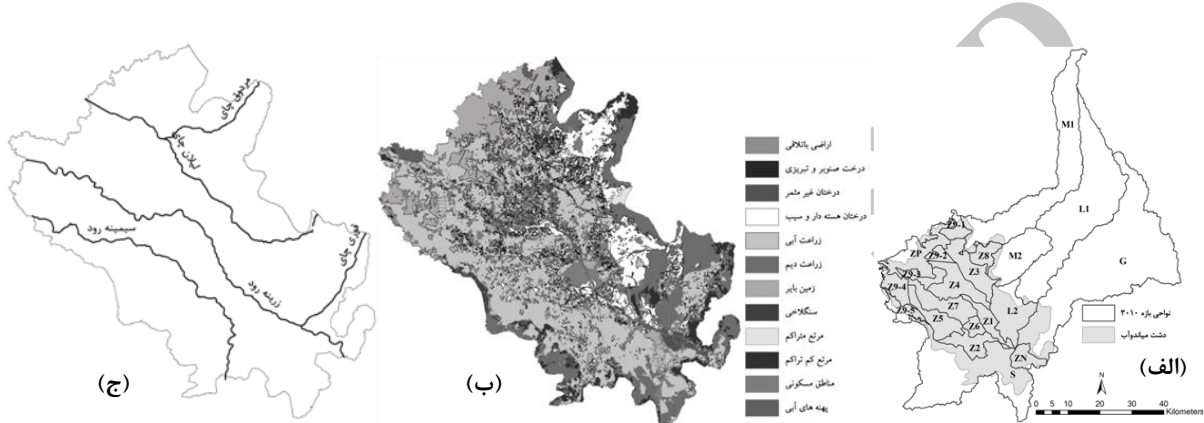 مردوق چای
لیلان چای
سیمینه رود
زرینه رود
قوری چای
(ج)
اراضی باتلاقی
درخت صنوبر و تبریزی
درختان غیر مثمر
درختان هسته دار و سیب
زراعت آبی
زراعت دیم
زمین بایر
سنگلاخی
مرتع متراکم
مرتع کم تراکم
مناطق مسکونی
پهنه های آبی
(ب)
M1
L1
G
M2
Z9-1
ZP
Z9-2
Z8
Z3
Z9-3
Z9-4
Z4
Z7
Z9-5
Z5
Z6
Z1
L2
Z2
ZN
S
نواحی بازه ۳۰۱۰
دشت میاندوآب
(الف)
N
0 5 10 20 30 40
Kilometers